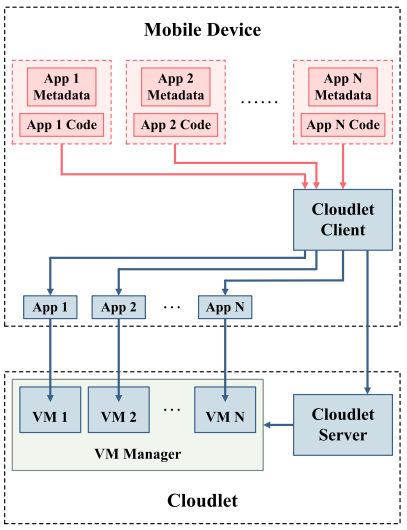 Mobile Device
App 1
Metadata
App 1 Code
App 2
Metadata
App 2 Code
......
App N
Metadata
App N Code
Cloudlet
Client
App 1
App 2
...
App N
VM 1
VM 2
...
VM N
VM Manager
Cloudlet
Server
Cloudlet